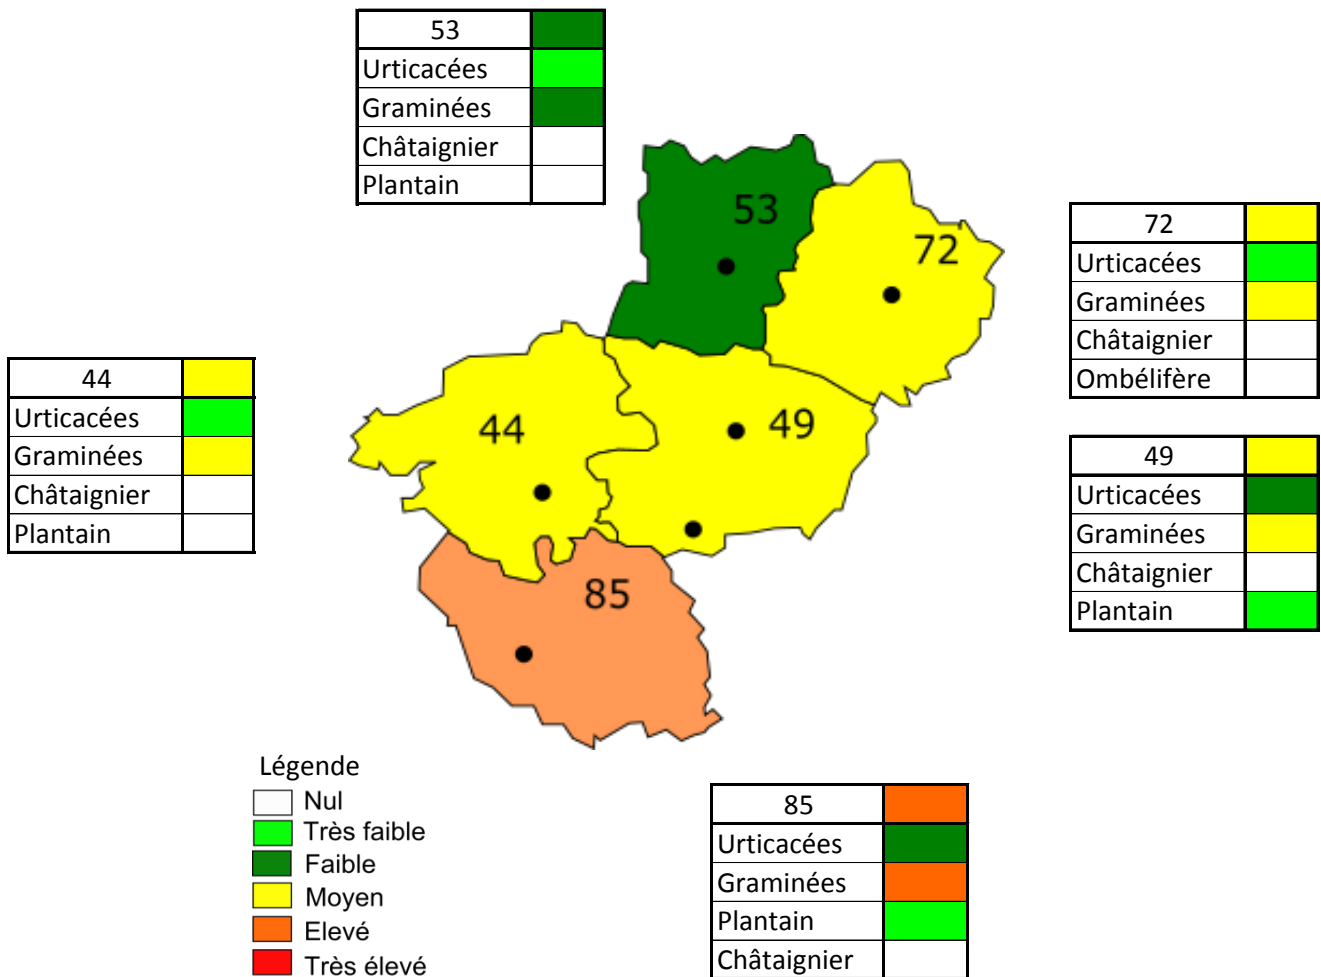 53
Urticacées
Graminées
Châtaignier
Plantain
53
72
72
Urticacées
Graminées
Châtaignier
Ombélifère
44
Urticacées
Graminées
Châtaignier
Plantain
44
49
49
Urticacées
Graminées
Châtaignier
Plantain
85
Légende
Nul
Très faible
Faible
Moyen
Elevé
Très élevé
85
Urticacées
Graminées
Plantain
Châtaignier